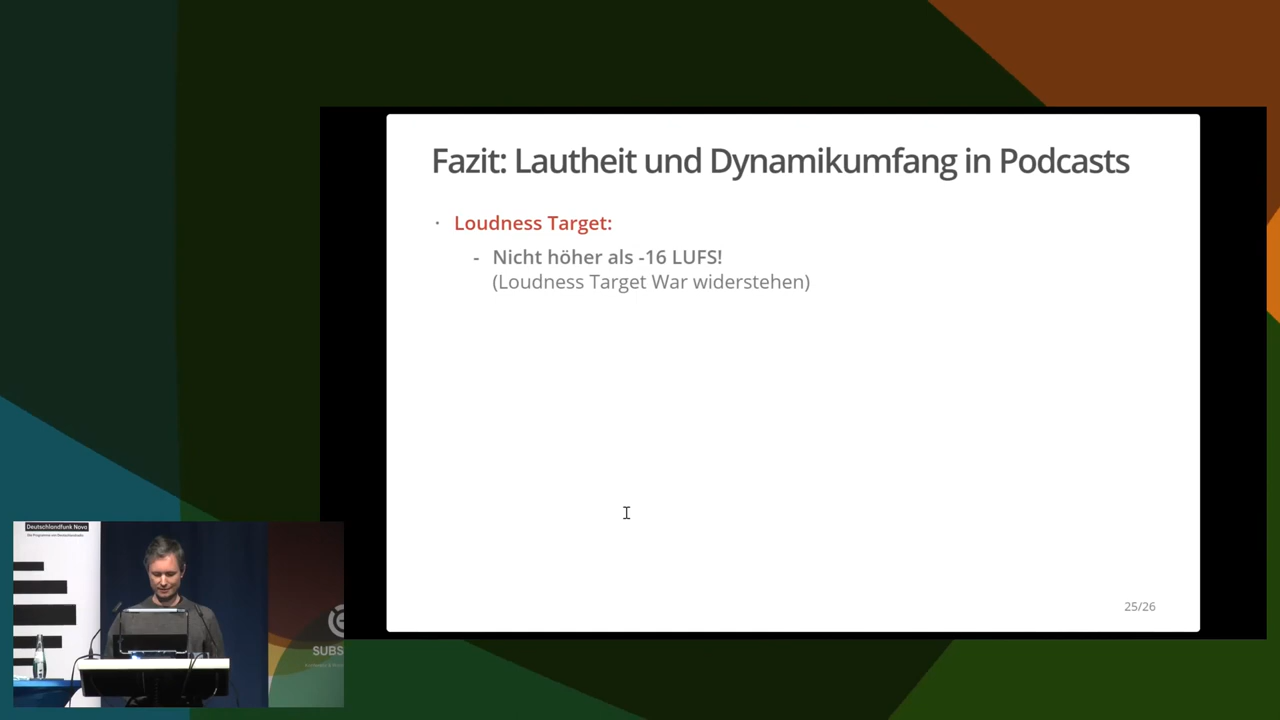 Fazit: Lautheit und Dynamikumfang in Podcasts
· Loudness Target:
- Nicht höher als -16 LUFS!
(Loudness Target War widerstehen)
25/26
Deutschlandfunk Nova
SUBS